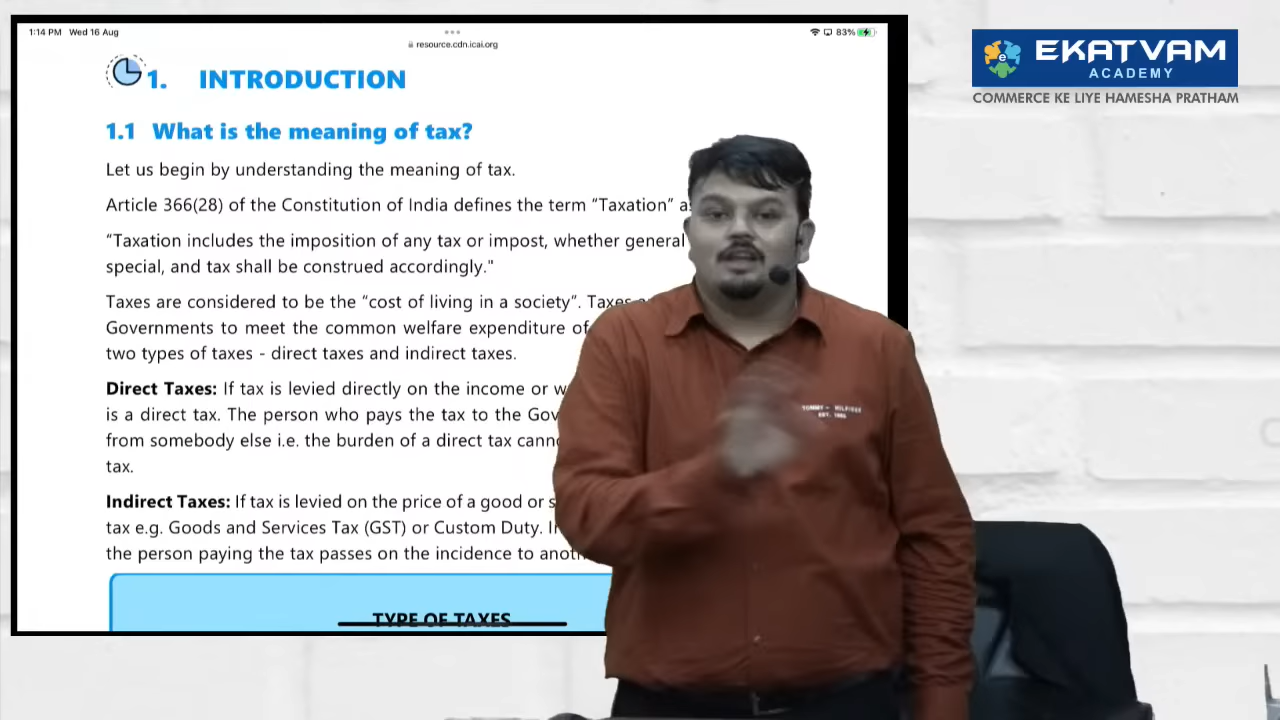 1:14 PM Wed 16 Aug
83%
resource.cdn.icai.org
EKATVAM
ACADEMY
COMMERCE KE LIYE HAMESHA PRATHAM
1. INTRODUCTION
1.1 What is the meaning of tax?
Let us begin by understanding the meaning of tax.
Article 366(28) of the Constitution of India defines the term “Taxation”
“Taxation includes the imposition of any tax or impost, whether general
special, and tax shall be construed accordingly."
Taxes are considered to be the “cost of living in a society”. Taxes
Governments to meet the common welfare expenditure of
two types of taxes - direct taxes and indirect taxes.
Direct Taxes: If tax is levied directly on the income or
is a direct tax. The person who pays the tax to the
from somebody else i.e. the burden of a direct tax
tax.
Indirect Taxes: If tax is levied on the price of a good or
tax e.g. Goods and Services Tax (GST) or Custom Duty.
the person paying the tax passes on the incidence to
TYPE OF TAXES
TOMMY HILFIGER
EST. 1985